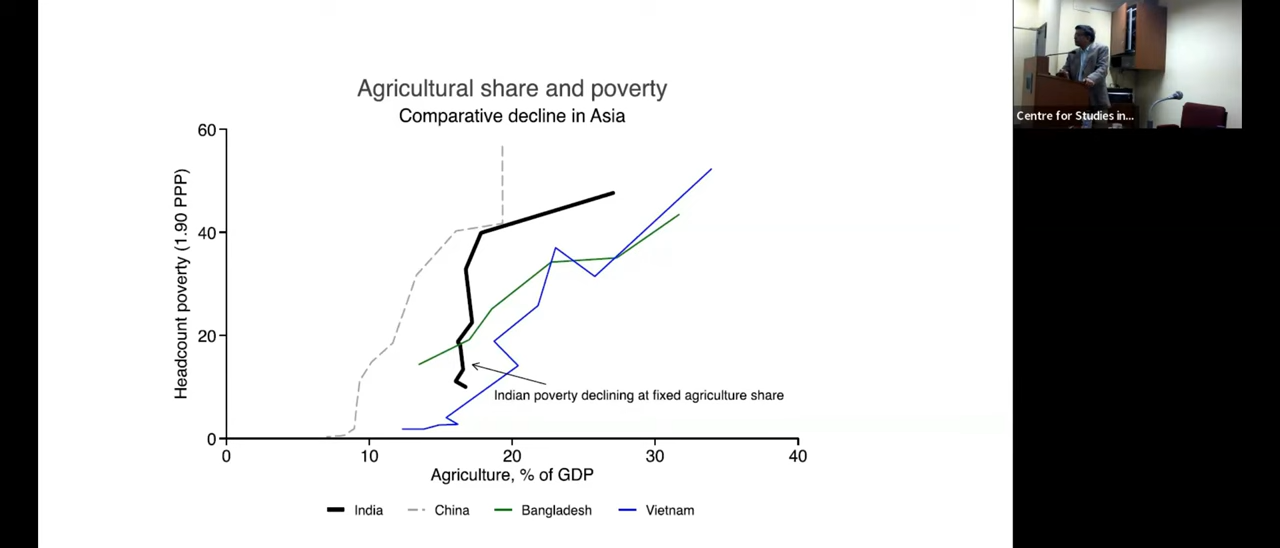 Agricultural share and poverty
Comparative decline in Asia
Headcount poverty (1.90 PPP)
60
40
20
0
Indian poverty declining at fixed agriculture share
0 10 20 30 40
Agriculture, % of GDP
India China Bangladesh Vietnam
Centre for Studies in...